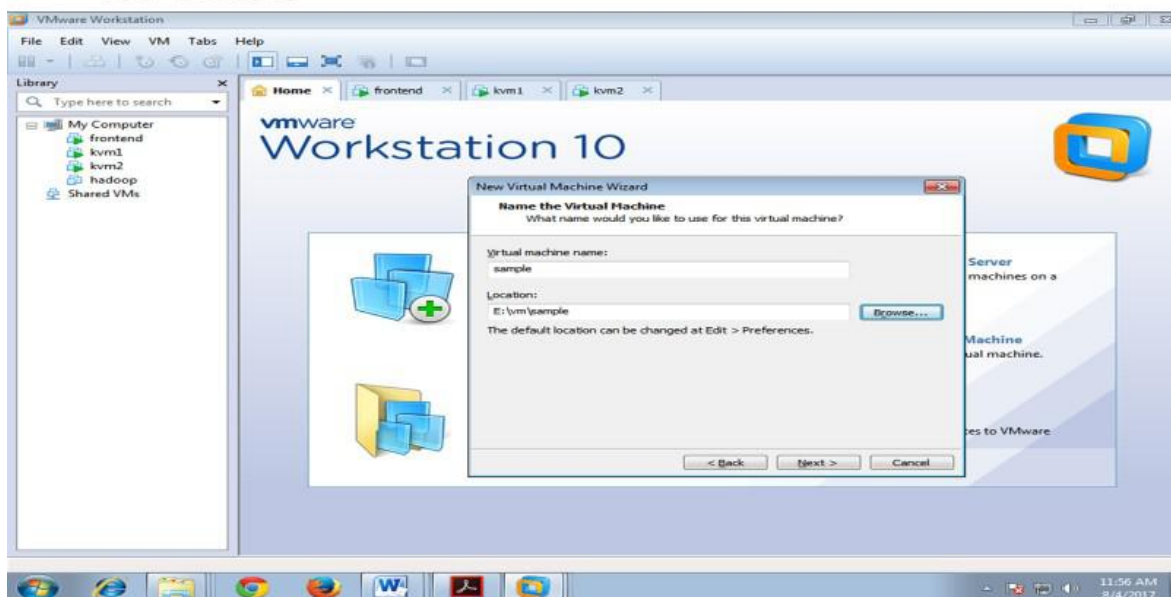 VMware Workstation
File Edit View VM Tabs Help
Library
Type here to search
My Computer
frontend
kvm1
kvm2
hadoop
Shared VMs
Home
frontend
kvm1
kvm2
vmware
Workstation 10
New Virtual Machine Wizard
Name the Virtual Machine
What name would you like to use for this virtual machine?
Virtual machine name:
sample
Location:
E:\vm\sample
Browse...
The default location can be changed at Edit > Preferences.
< Back Next > Cancel
Server
machines on a
Machine
ual machine.
es to VMware
11:56 AM
8/4/2017